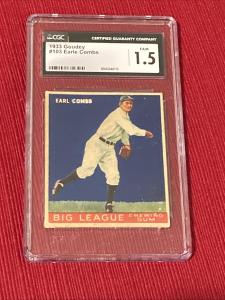 CGC
CERTIFIED GUARANTY COMPANY
1933 Goudey
#103 Earle Combs
FAIR
1.5
EARL COMBS
BIG LEAGUE CHEWING GUM